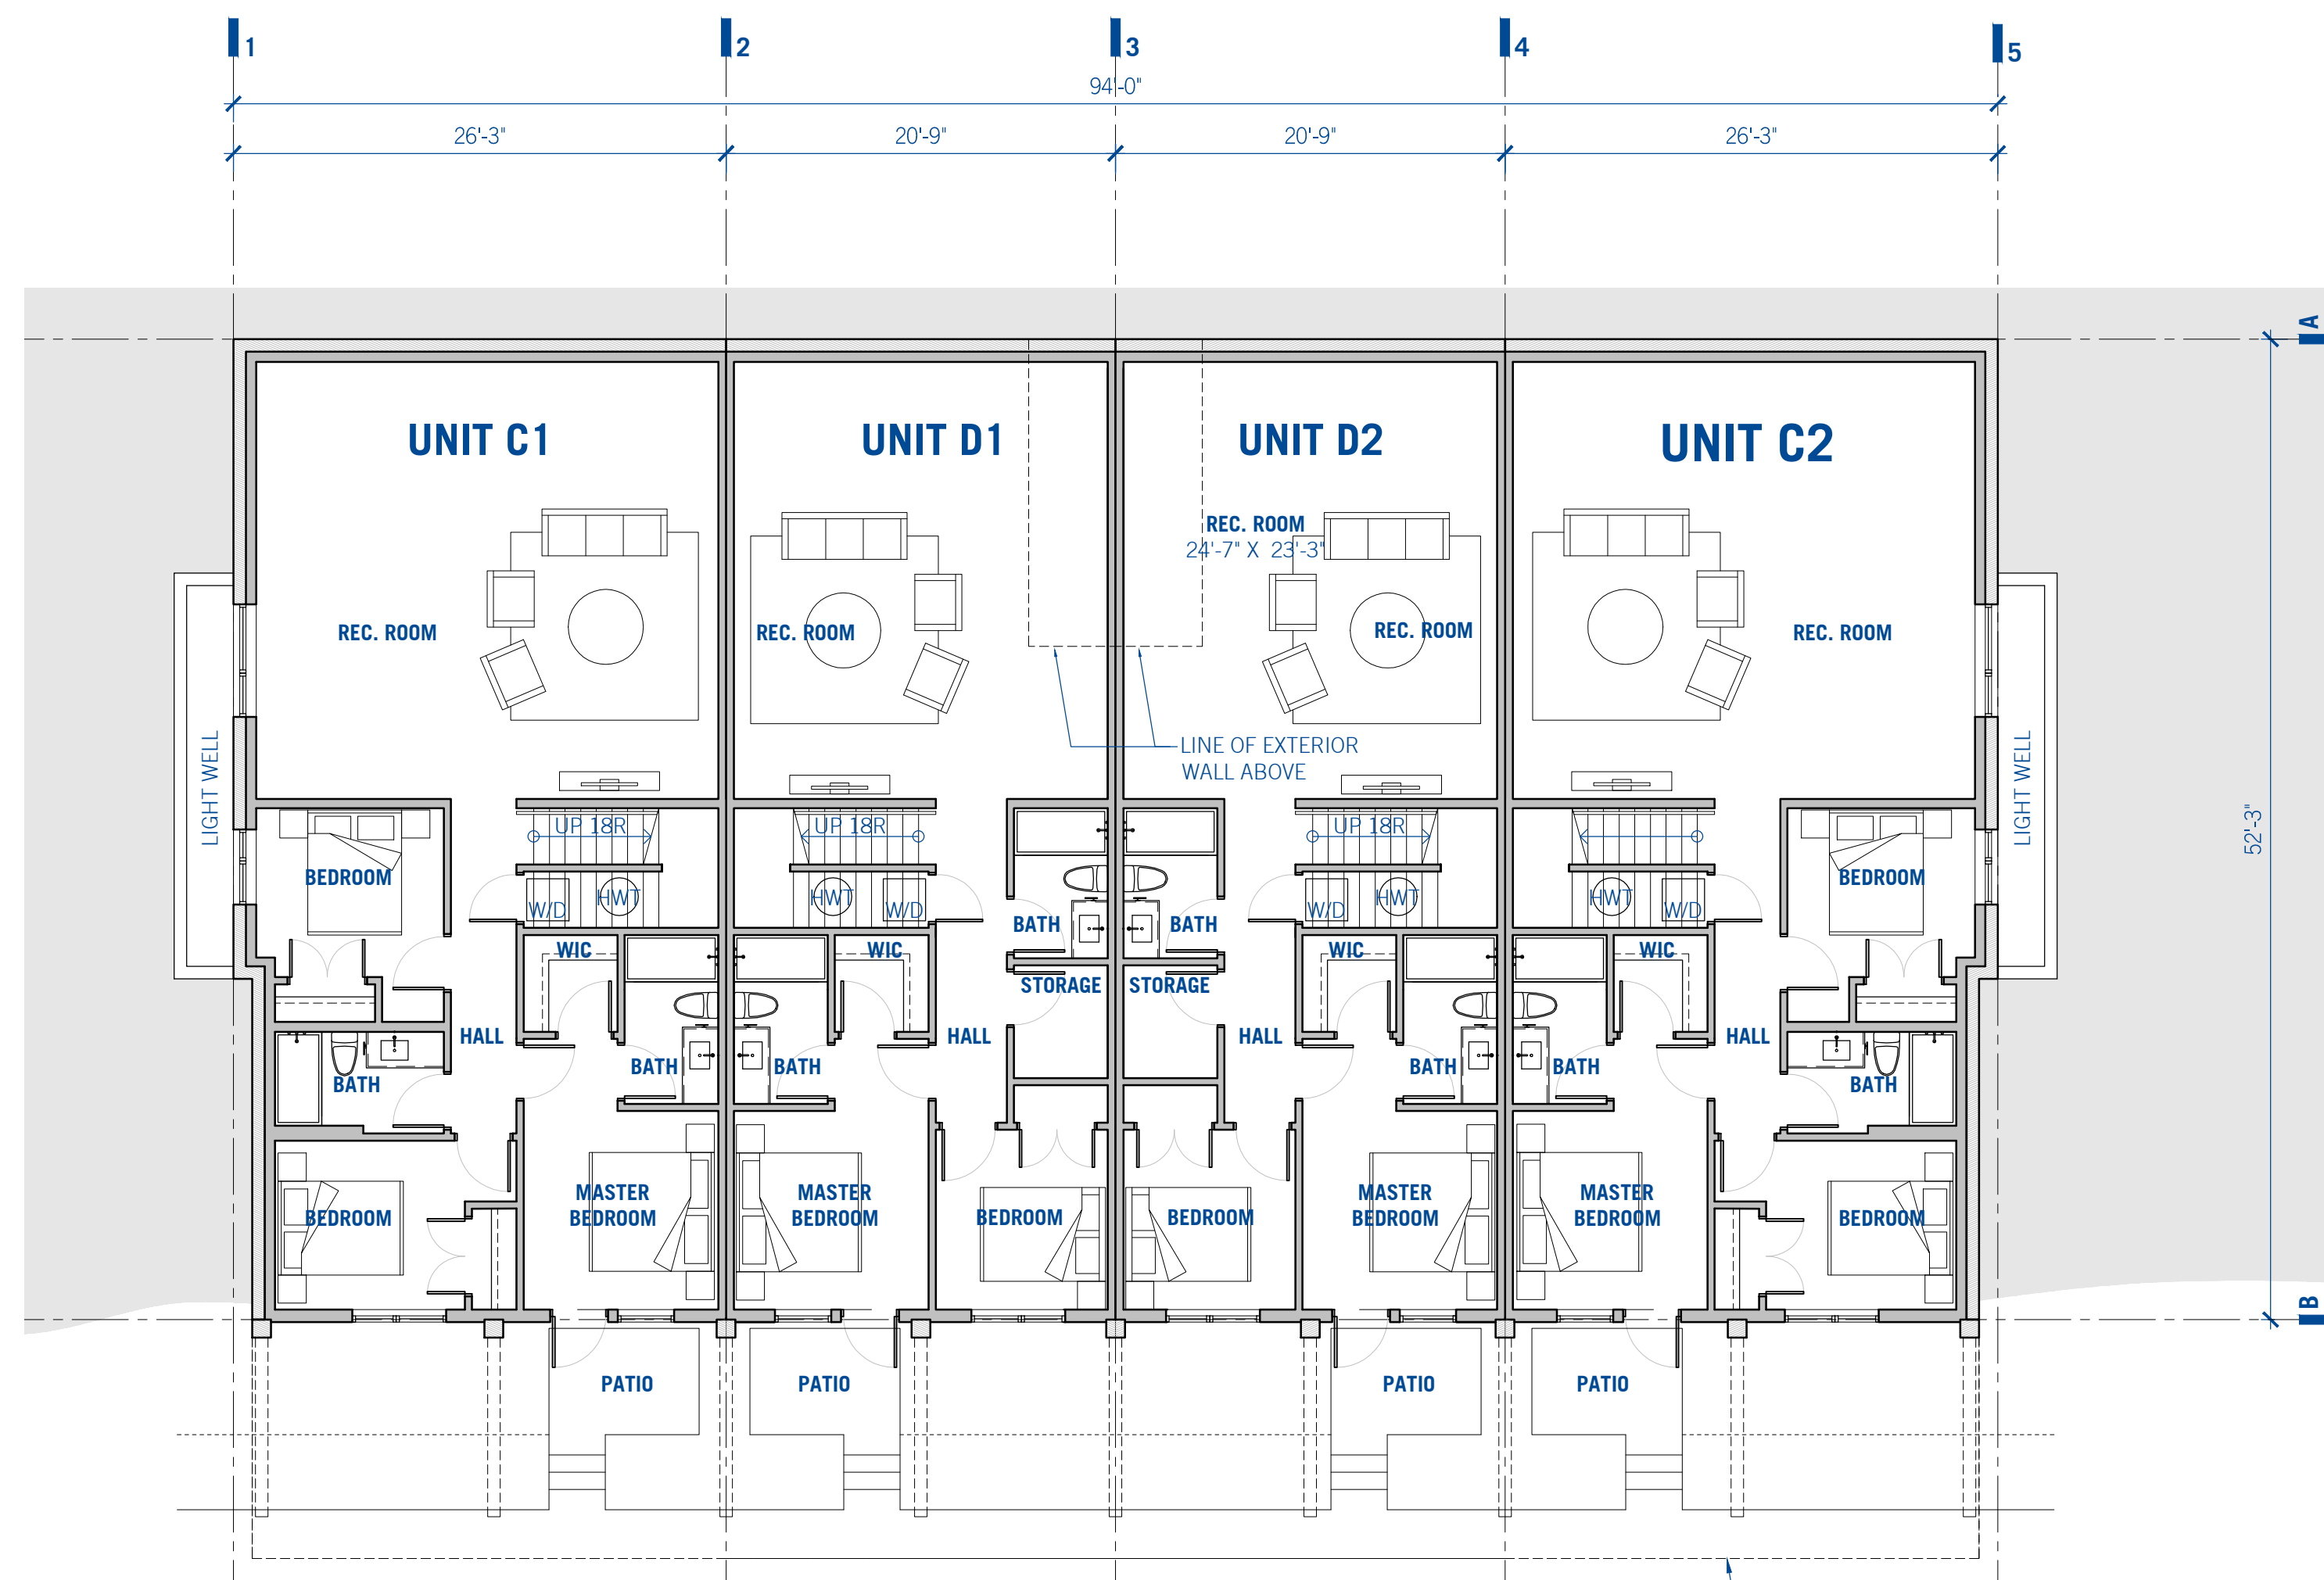 1
2
3
4
5
94'-0"
26'-3"
20'-9"
20'-9"
26'-3"
A
UNIT C1
UNIT D1
UNIT D2
UNIT C2
REC. ROOM
24'-7" X 23'-3"
REC. ROOM
REC. ROOM
REC. ROOM
REC. ROOM
LINE OF EXTERIOR
WALL ABOVE
LIGHT WELL
LIGHT WELL
52'-3"
UP 18R
UP 18R
UP 18R
BEDROOM
BEDROOM
W/D
HWT
HWT
W/D
W/D
HWT
HWT
W/D
BATH
BATH
WIC
WIC
WIC
WIC
STORAGE
STORAGE
HALL
HALL
HALL
HALL
BATH
BATH
BATH
BATH
BATH
BATH
MASTER
BEDROOM
MASTER
BEDROOM
MASTER
BEDROOM
MASTER
BEDROOM
BEDROOM
BEDROOM
BEDROOM
BEDROOM
B
PATIO
PATIO
PATIO
PATIO